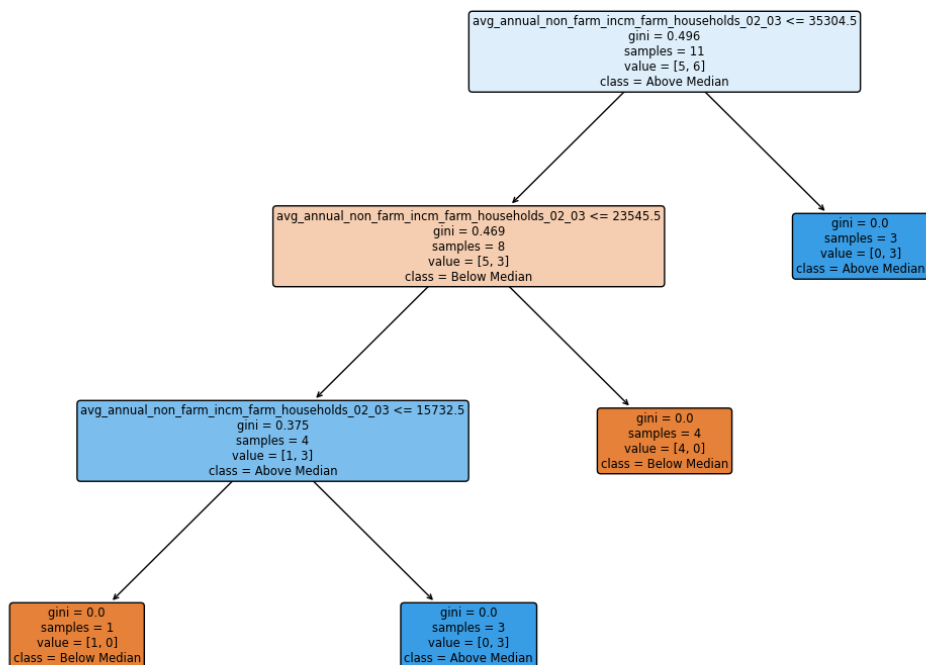 avg_annual_non_farm_incm_farm_households_02_03 <= 35304.5
gini = 0.496
samples = 11
value = [5, 6]
class = Above Median
avg_annual_non_farm_incm_farm_households_02_03 <= 23545.5
gini = 0.469
samples = 8
value = [5, 3]
class = Below Median
gini = 0.0
samples = 3
value = [0, 3]
class = Above Median
avg_annual_non_farm_incm_farm_households_02_03 <= 15732.5
gini = 0.375
samples = 4
value = [1, 3]
class = Above Median
gini = 0.0
samples = 4
value = [4, 0]
class = Below Median
gini = 0.0
samples = 1
value = [1, 0]
class = Below Median
gini = 0.0
samples = 3
value = [0, 3]
class = Above Median